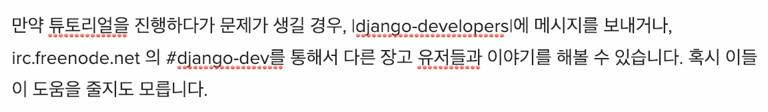 만약 튜토리얼을 진행하다가 문제가 생길 경우, |django-developers|에 메시지를 보내거나,
irc.freenode.net 의 #django-dev를 통해서 다른 장고 유저들과 이야기를 해볼 수 있습니다. 혹시 이들
이 도움을 줄지도 모릅니다.